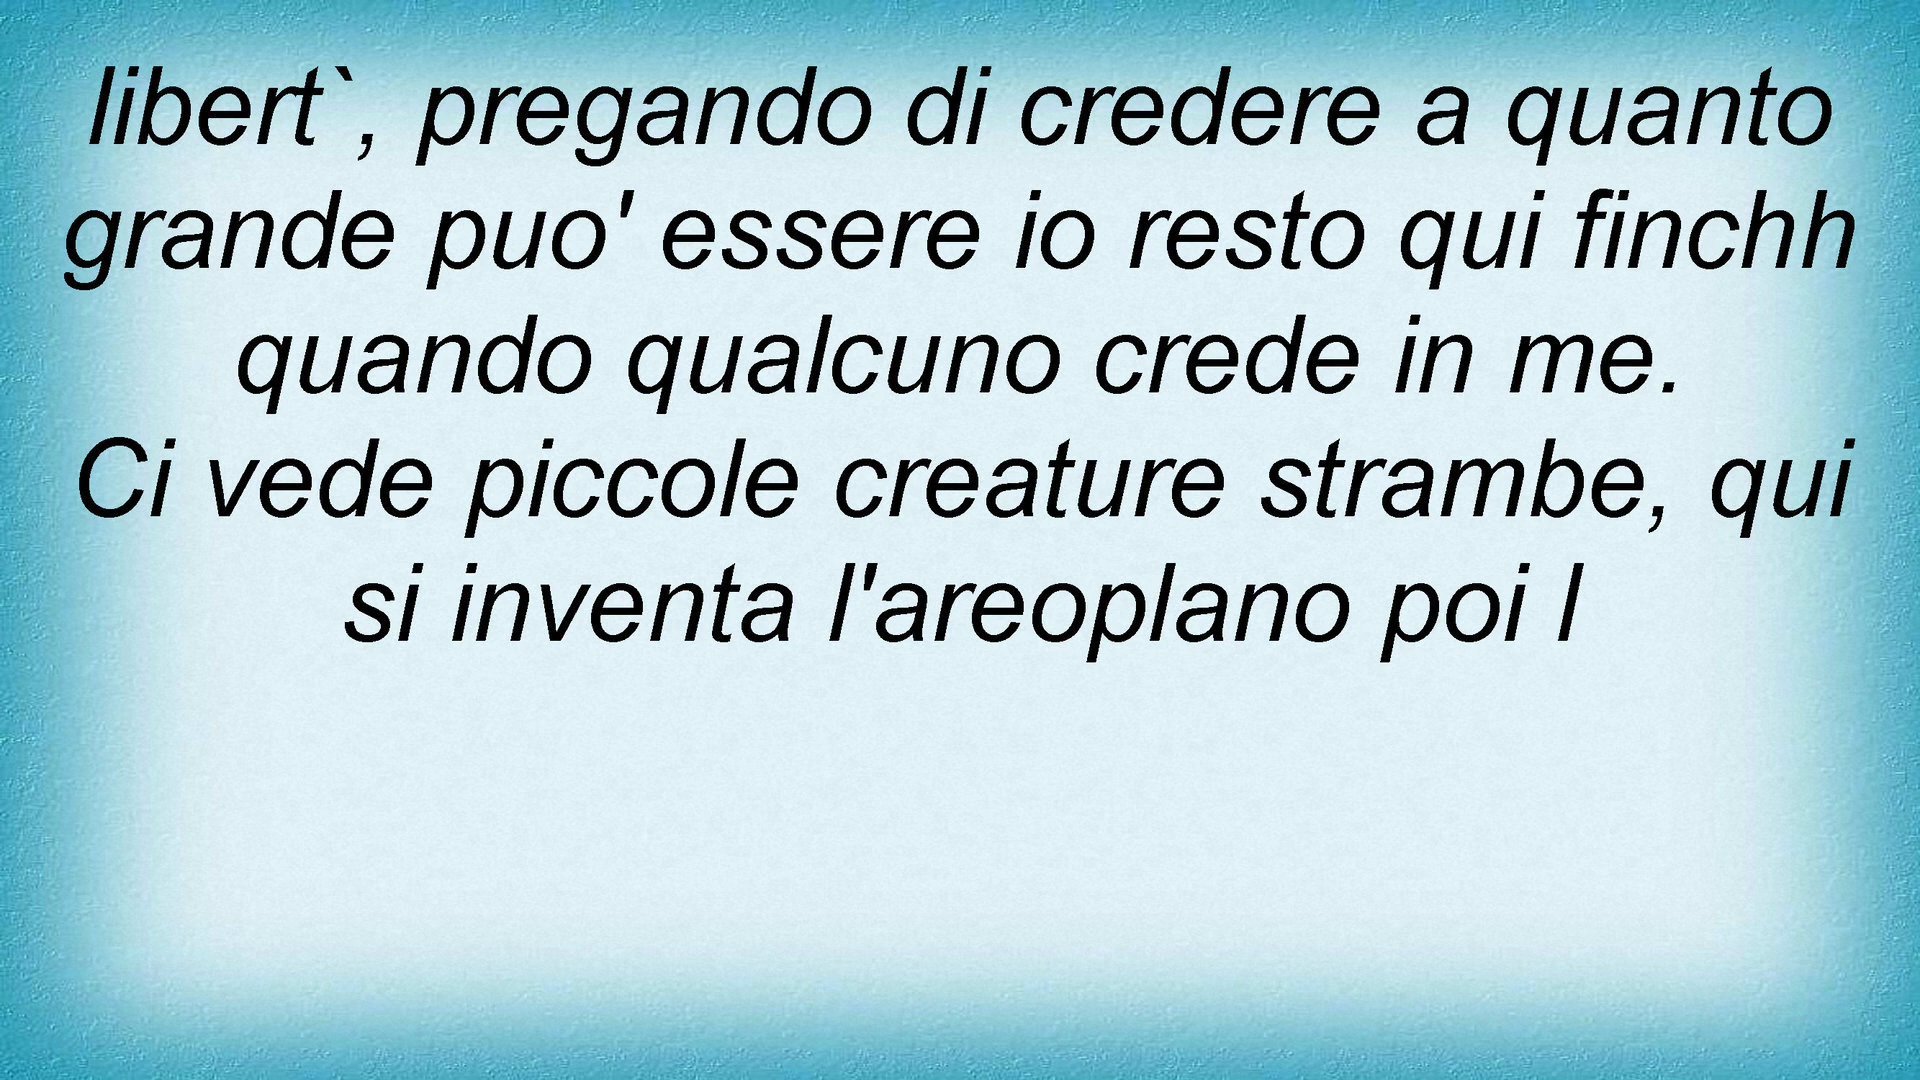 libert`, pregando di credere a quanto
grande puo' essere io resto qui finchh
quando qualcuno crede in me.
Ci vede piccole creature strambe, qui
si inventa l'areoplano poi l